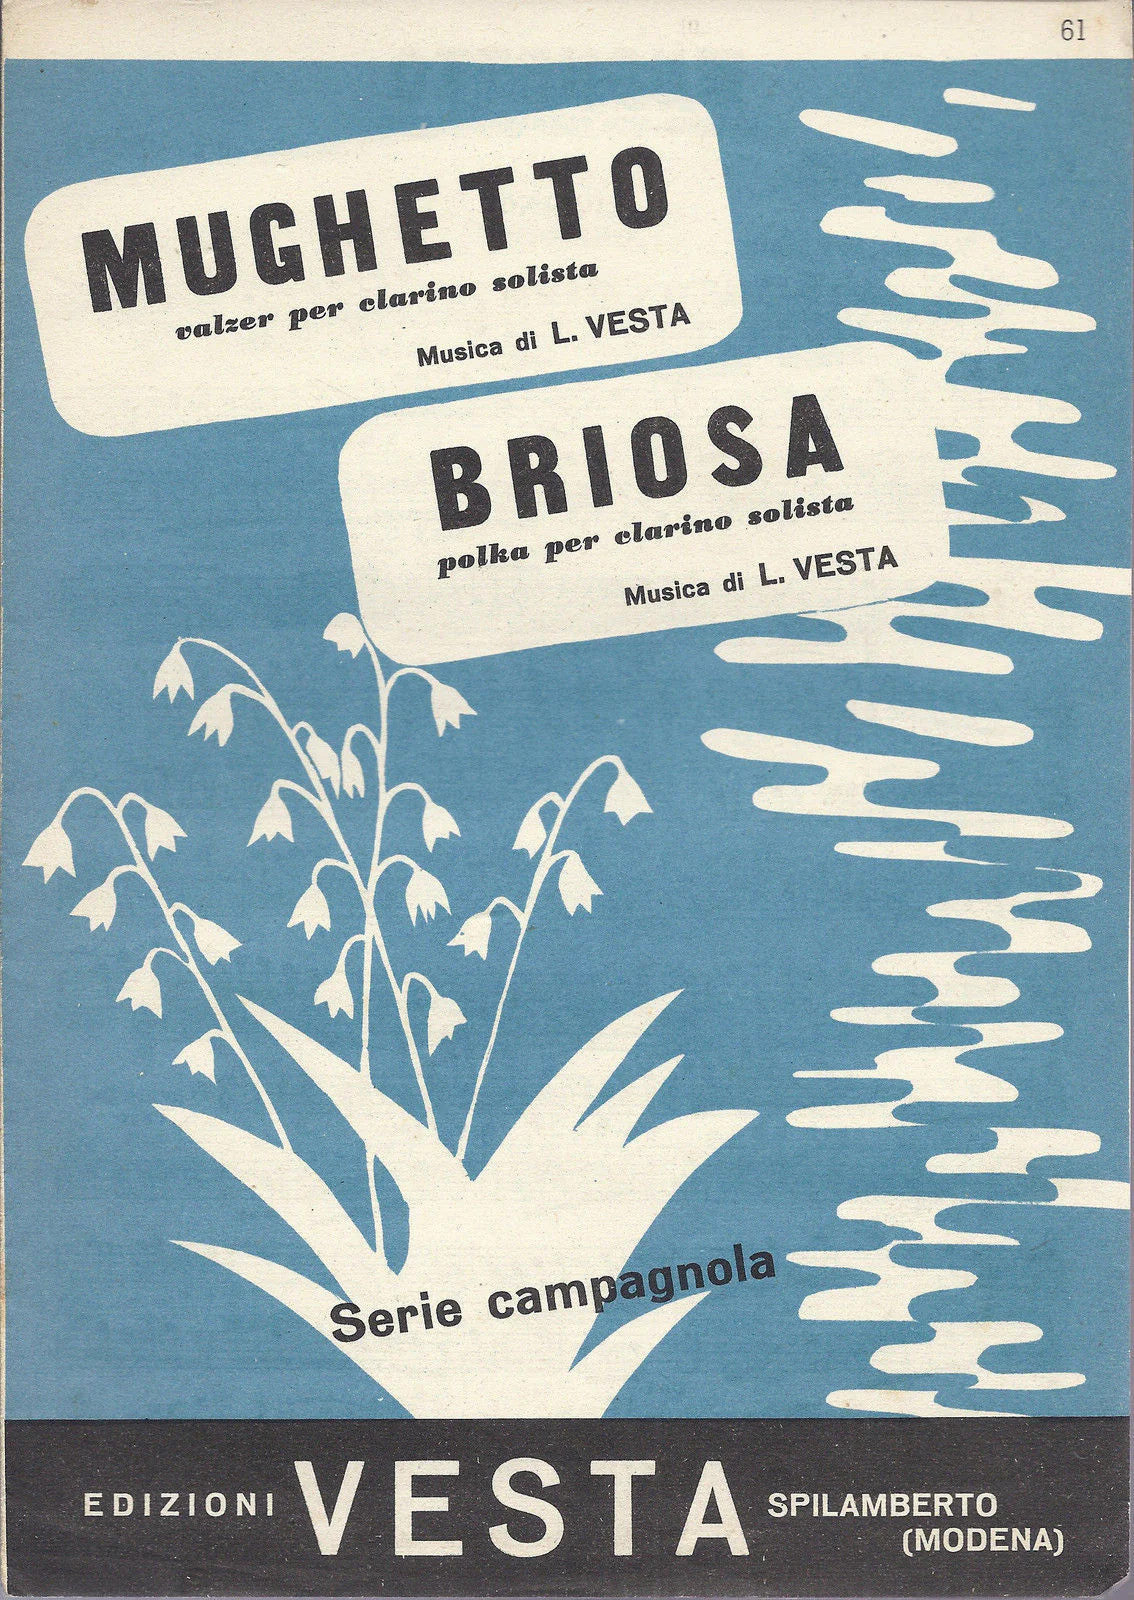 61
MUGHETTO
valzer per clarino solista
Musica di L. VESTA
BRIOSA
polka per clarino solista
Musica di L. VESTA
Serie campagnola
EDIZIONI VESTA SPILAMBERTO
(MODENA)